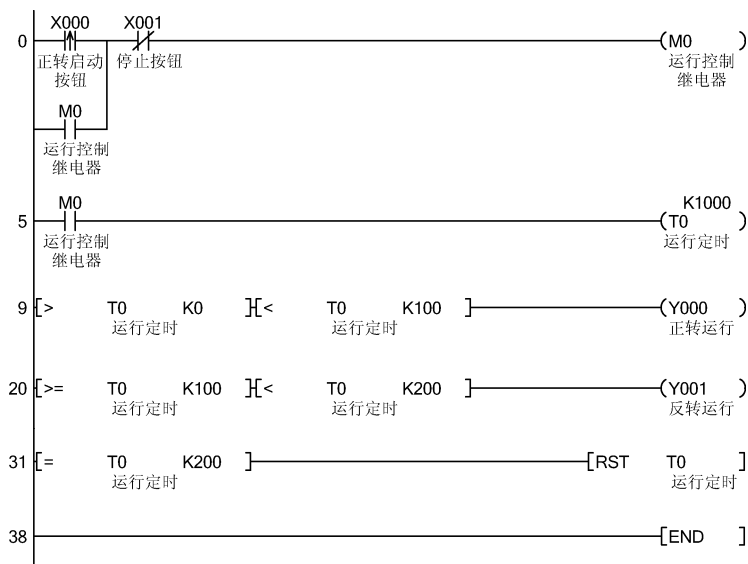 X000 X001
0 (M0 )
正转启动按钮 停止按钮 运行控制继电器
M0
运行控制继电器
M0 K1000
5 (T0 )
运行控制继电器 运行定时
9 [> T0 K0 ][< T0 K100 ] (Y000 )
运行定时 运行定时 正转运行
20 [>= T0 K100 ][< T0 K200 ] (Y001 )
运行定时 运行定时 反转运行
31 [= T0 K200 ] [RST T0 ]
运行定时 运行定时
38 [END ]